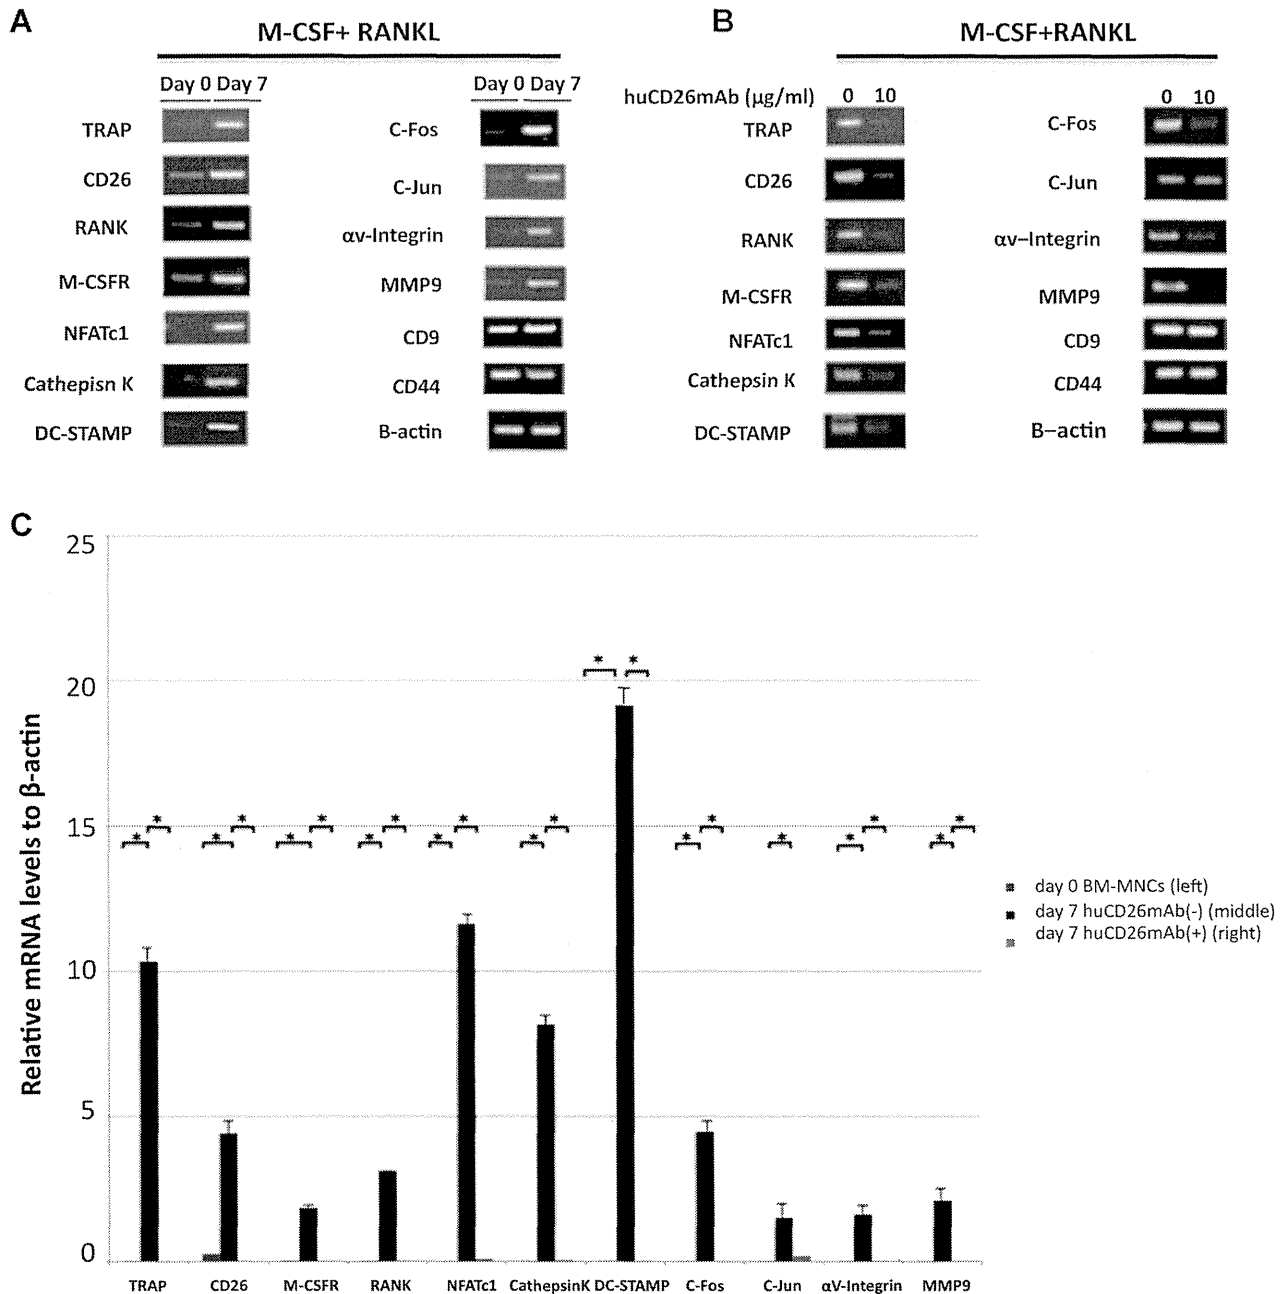 A
M-CSF+ RANKL
Day 0 Day 7
TRAP
CD26
RANK
M-CSFR
NFATc1
Cathepisn K
DC-STAMP
Day 0 Day 7
C-Fos
C-Jun
αv-Integrin
MMP9
CD9
CD44
B-actin
B
M-CSF+RANKL
huCD26mAb (μg/ml) 0 10
TRAP
CD26
RANK
M-CSFR
NFATc1
Cathepsin K
DC-STAMP
0 10
C-Fos
C-Jun
αv–Integrin
MMP9
CD9
CD44
B–actin
C
Relative mRNA levels to β-actin
25
20
15
10
5
0
* * * * * * * * * * * * * * * * * * * * *
TRAP CD26 M-CSFR RANK NFATc1 CathepsinK DC-STAMP C-Fos C-Jun αV-Integrin MMP9
day 0 BM-MNCs (left)
day 7 huCD26mAb(-) (middle)
day 7 huCD26mAb(+) (right)